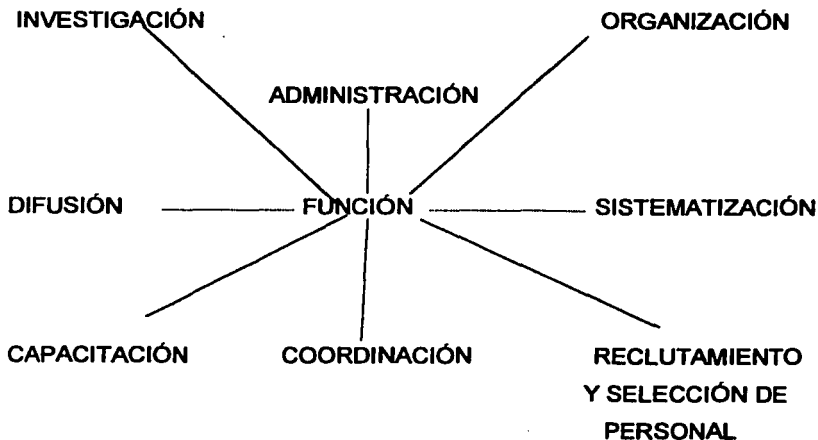 INVESTIGACIÓN
ORGANIZACIÓN
ADMINISTRACIÓN
DIFUSIÓN
FUNCIÓN
SISTEMATIZACIÓN
CAPACITACIÓN
COORDINACIÓN
RECLUTAMIENTO
Y SELECCIÓN DE
PERSONAL